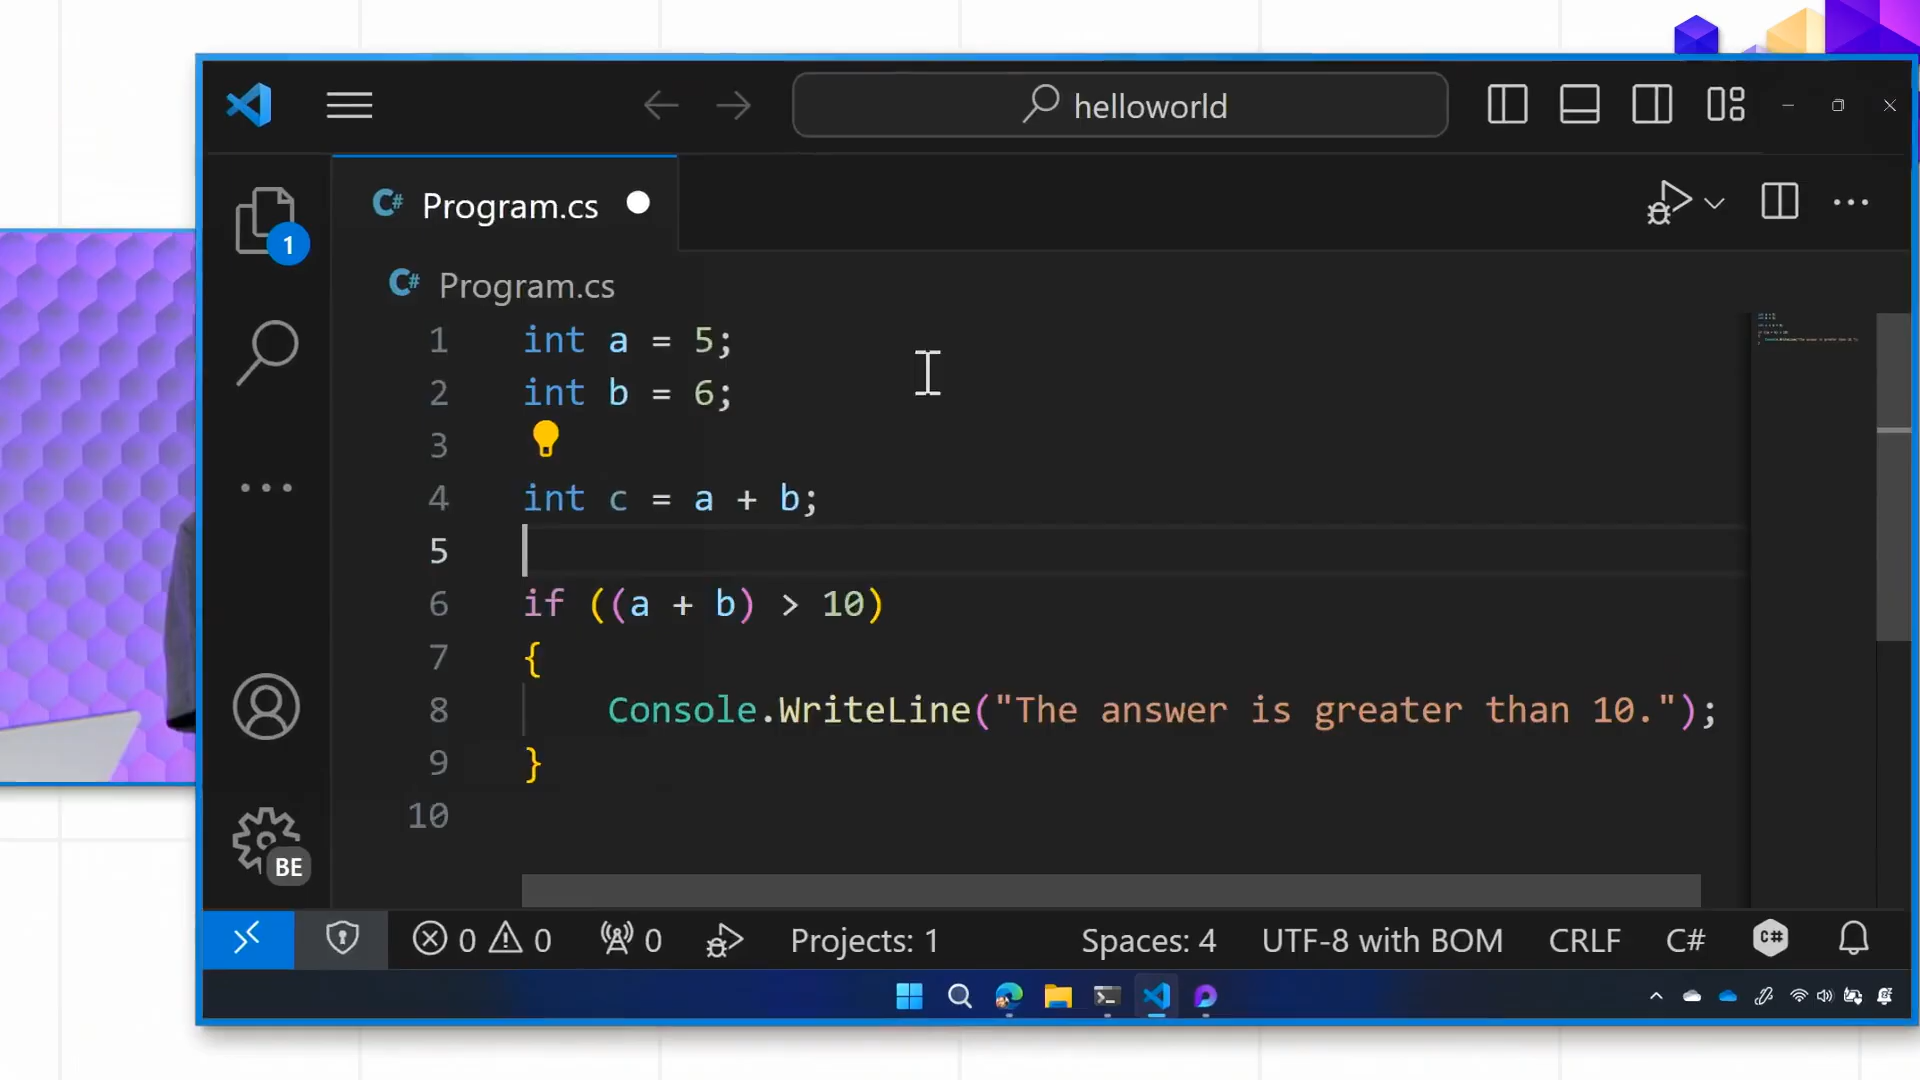 helloworld
C# Program.cs
1
C# Program.cs
1 int a = 5;
2 int b = 6;
3
4 int c = a + b;
5
6 if ((a + b) > 10)
7 {
8 Console.WriteLine("The answer is greater than 10.");
9 }
10
BE
0 0 0 Projects: 1 Spaces: 4 UTF-8 with BOM CRLF C# C#